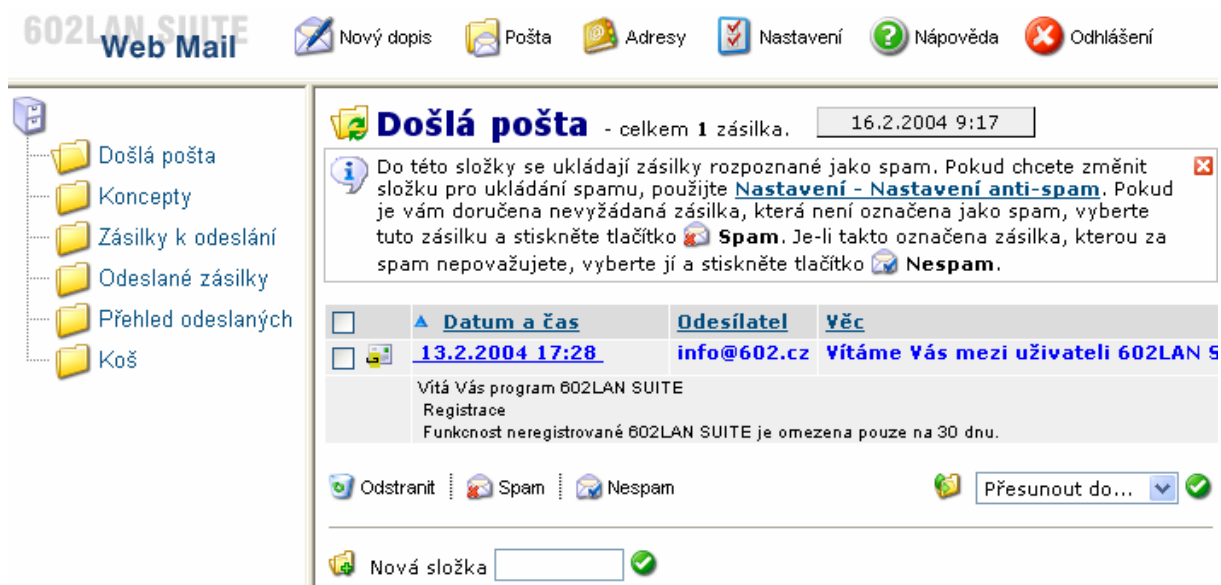 602LAN SUITE
Web Mail
Nový dopis
Pošta
Adresy
Nastavení
Nápověda
Odhlášení
Došlá pošta
Koncepty
Zásilky k odeslání
Odeslané zásilky
Přehled odeslaných
Koš
Došlá pošta - celkem 1 zásilka. 16.2.2004 9:17
Do této složky se ukládají zásilky rozpoznané jako spam. Pokud chcete změnit
složku pro ukládání spamu, použijte Nastavení - Nastavení anti-spam. Pokud
je vám doručena nevyžádaná zásilka, která není označena jako spam, vyberte
tuto zásilku a stiskněte tlačítko Spam. Je-li takto označena zásilka, kterou za
spam nepovažujete, vyberte jí a stiskněte tlačítko Nespam.
Datum a čas Odesílatel Věc
13.2.2004 17:28 info@602.cz Vítáme Vás mezi uživateli 602LAN S
Vítá Vás program 602LAN SUITE
Registrace
Funkcnost neregistrované 602LAN SUITE je omezena pouze na 30 dnu.
Odstranit Spam Nespam Přesunout do...
Nová složka